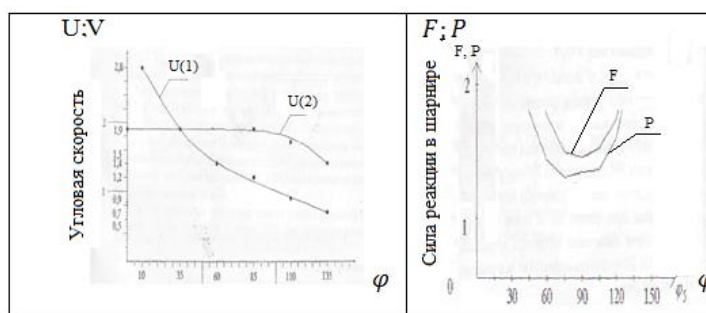 U;V
U(1)
U(2)
Угловая скорость
2,8
2
1,9
1,4
1,2
1
0,9
0,7
0,5
10
35
60
85
110
135
φ
F; P
F, P
Сила реакции в шарнире
2
1
0
F
P
30
60
90
120
150
φ